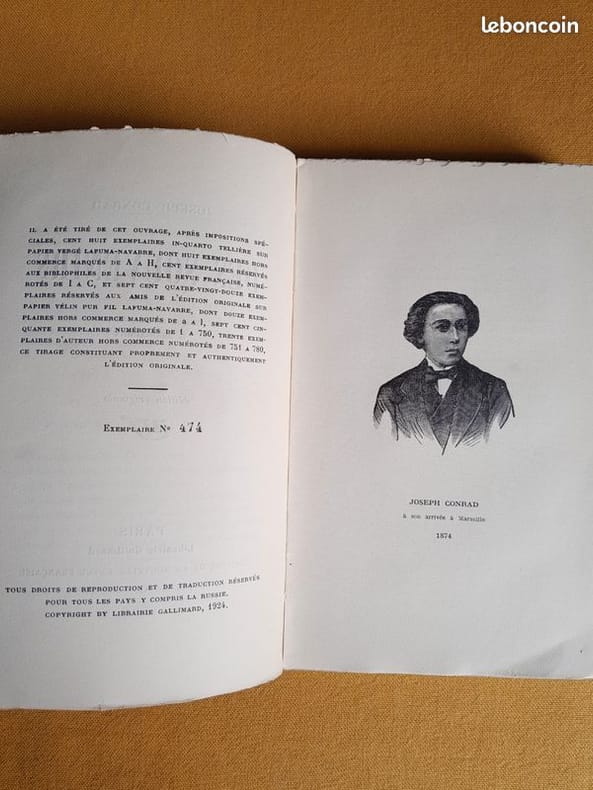 leboncoin
IL A ÉTÉ TIRÉ DE CET OUVRAGE, APRÈS IMPOSITIONS SPÉ-
CIALES, CENT HUIT EXEMPLAIRES IN-QUARTO TELLIÈRE SUR
PAPIER VERGÉ LAFUMA-NAVARRE, DONT HUIT EXEMPLAIRES HORS
COMMERCE MARQUÉS DE A A H, CENT EXEMPLAIRES RÉSERVÉS
AUX BIBLIOPHILES DE LA NOUVELLE REVUE FRANÇAISE, NUMÉ-
ROTÉS DE I A C, ET SEPT CENT QUATRE-VINGT-DOUZE EXEM-
PLAIRES RÉSERVÉS AUX AMIS DE L'ÉDITION ORIGINALE SUR
PAPIER VÉLIN PUR FIL LAFUMA-NAVARRE, DONT DOUZE EXEM-
PLAIRES HORS COMMERCE MARQUÉS DE a A l, SEPT CENT CIN-
QUANTE EXEMPLAIRES NUMÉROTÉS DE 1 A 750, TRENTE EXEM-
PLAIRES D'AUTEUR HORS COMMERCE NUMÉROTÉS DE 751 A 780,
CE TIRAGE CONSTITUANT PROPREMENT ET AUTHENTIQUEMENT
L'ÉDITION ORIGINALE.
EXEMPLAIRE No 474
TOUS DROITS DE REPRODUCTION ET DE TRADUCTION RÉSERVÉS
POUR TOUS LES PAYS Y COMPRIS LA RUSSIE.
COPYRIGHT BY LIBRAIRIE GALLIMARD, 1924.
JOSEPH CONRAD
à son arrivée à Marseille
1874